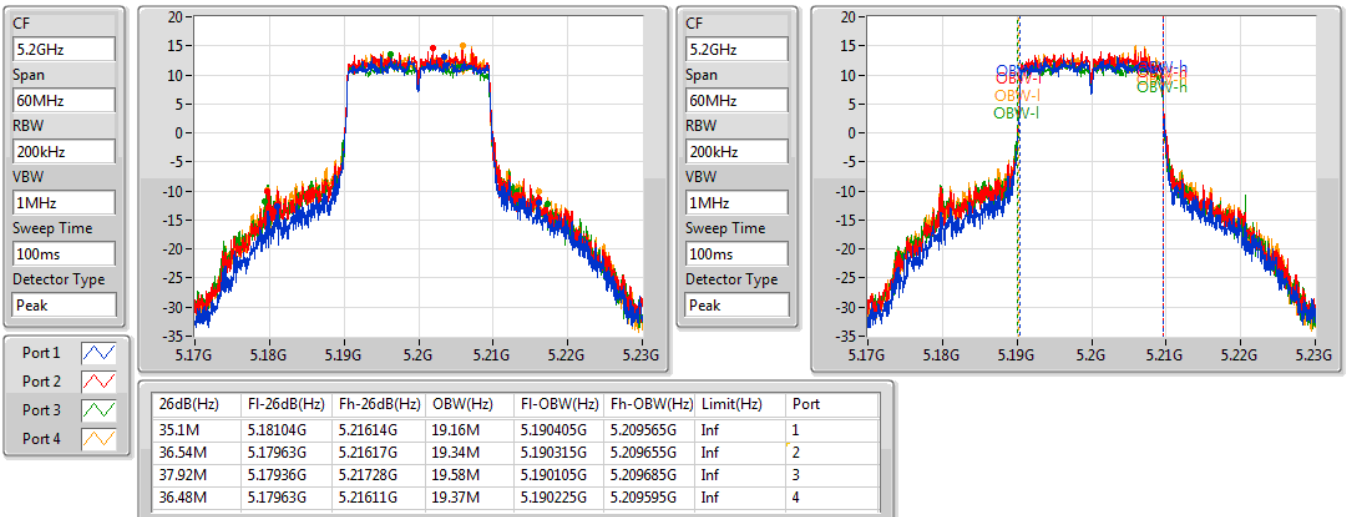 CF
5.2GHz
Span
60MHz
RBW
200kHz
VBW
1MHz
Sweep Time
100ms
Detector Type
Peak
20
15
10
5
0
-5
-10
-15
-20
-25
-30
-35
5.17G 5.18G 5.19G 5.2G 5.21G 5.22G 5.23G
CF
5.2GHz
Span
60MHz
RBW
200kHz
VBW
1MHz
Sweep Time
100ms
Detector Type
Peak
20
15
10
5
0
-5
-10
-15
-20
-25
-30
-35
OBW-l
OBW-l
OBW-l
OBW-l
OBW-h
OBW-h
OBW-h
OBW-h
5.17G 5.18G 5.19G 5.2G 5.21G 5.22G 5.23G
Port 1
Port 2
Port 3
Port 4
26dB(Hz) Fl-26dB(Hz) Fh-26dB(Hz) OBW(Hz) Fl-OBW(Hz) Fh-OBW(Hz) Limit(Hz) Port
35.1M 5.18104G 5.21614G 19.16M 5.190405G 5.209565G Inf 1
36.54M 5.17963G 5.21617G 19.34M 5.190315G 5.209655G Inf 2
37.92M 5.17936G 5.21728G 19.58M 5.190105G 5.209685G Inf 3
36.48M 5.17963G 5.21611G 19.37M 5.190225G 5.209595G Inf 4